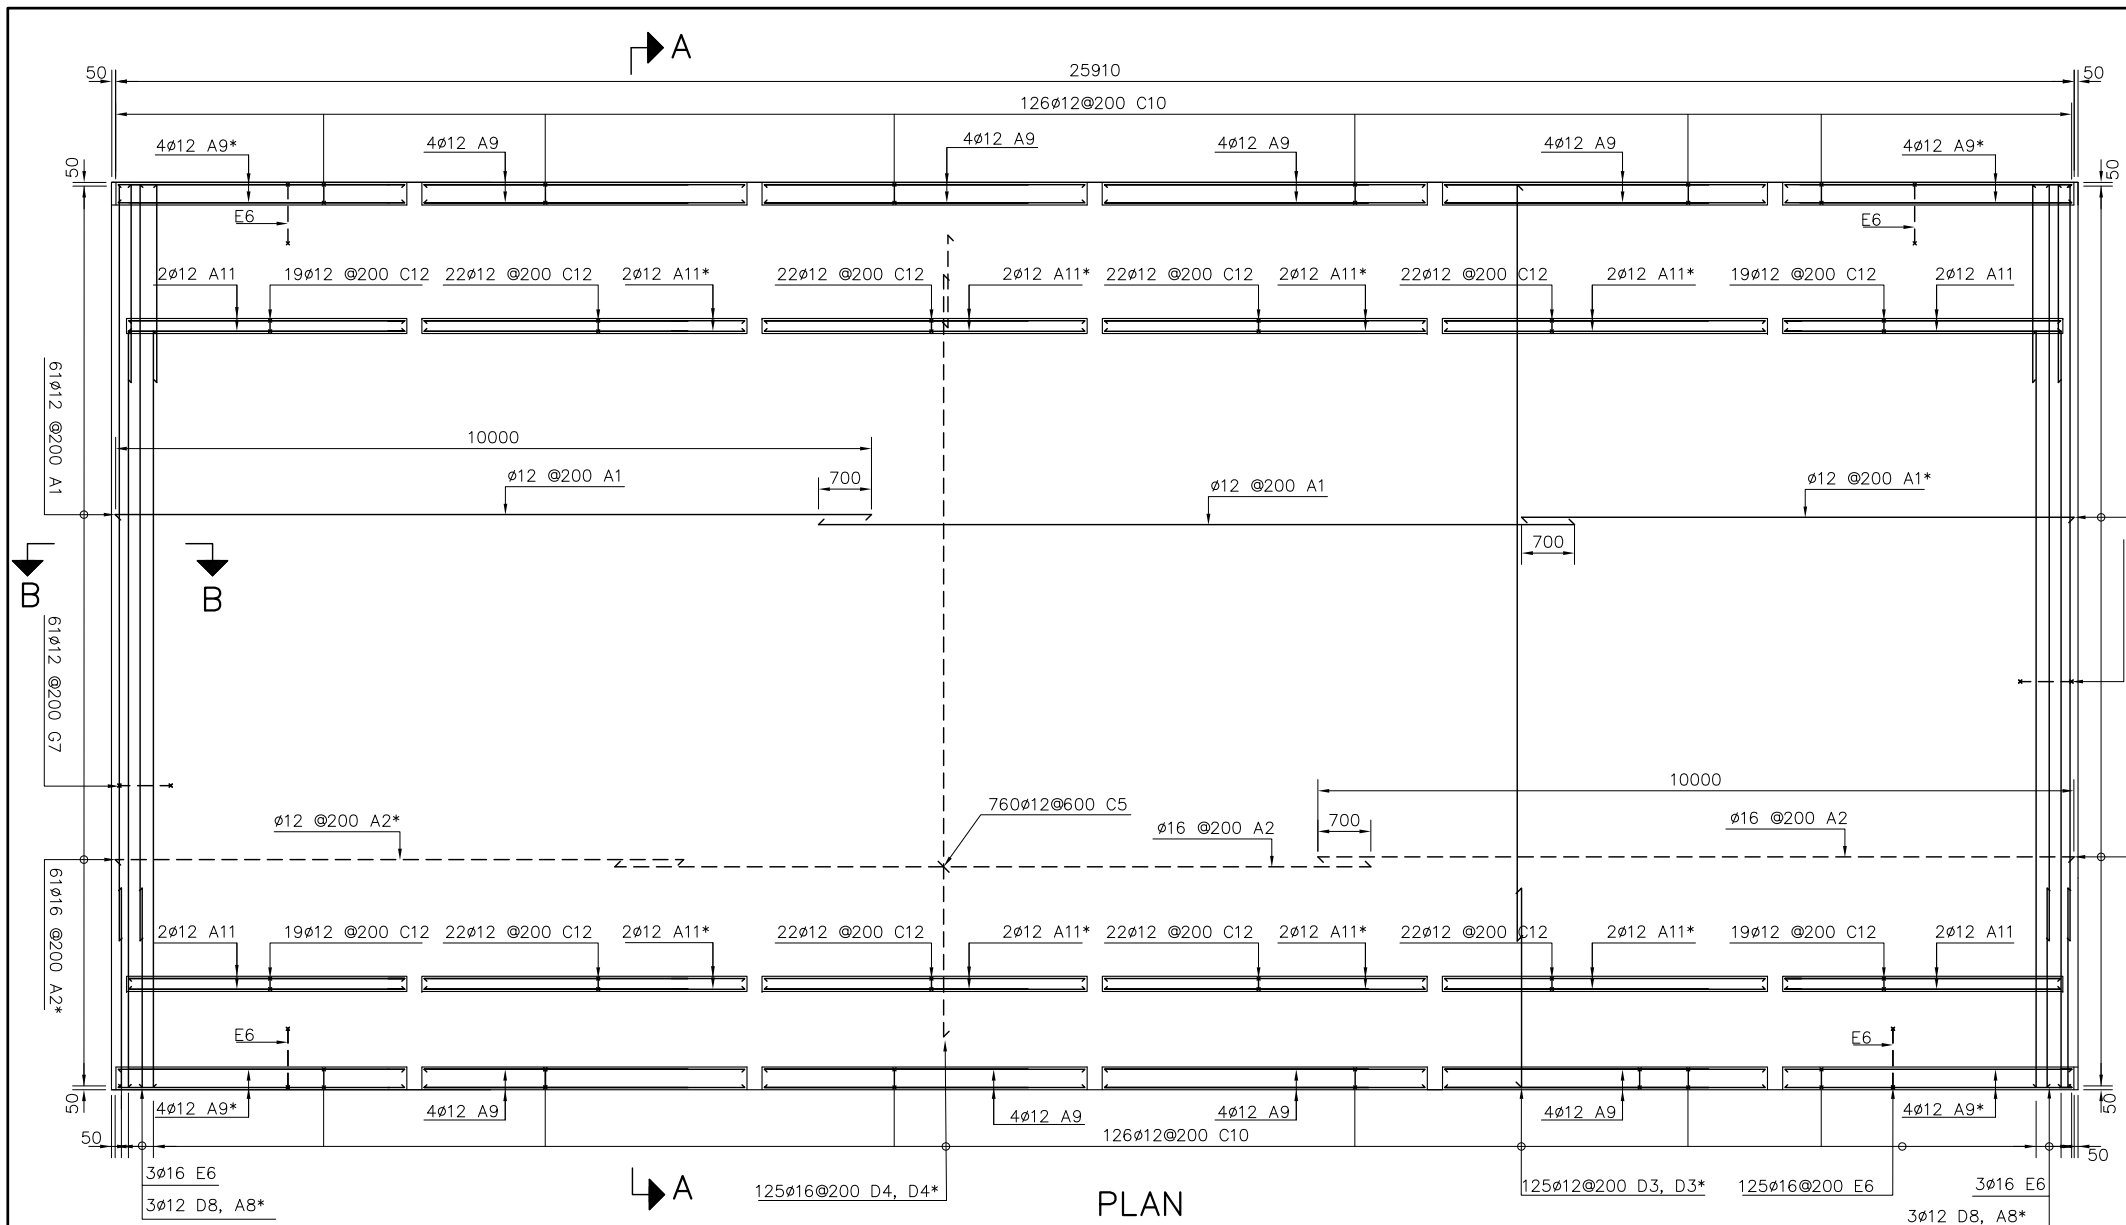 A
50
25910
50
126ø12@200 C10
4ø12 A9*
4ø12 A9
4ø12 A9
4ø12 A9
4ø12 A9
4ø12 A9*
50
50
E6
E6
2ø12 A11
19ø12 @200 C12
22ø12 @200 C12
2ø12 A11*
22ø12 @200 C12
2ø12 A11*
22ø12 @200 C12
2ø12 A11*
22ø12 @200 C12
2ø12 A11*
19ø12 @200 C12
2ø12 A11
61ø12 @200 A1
10000
ø12 @200 A1
700
ø12 @200 A1
ø12 @200 A1*
700
B
B
61ø12 @200 G7
10000
760ø12@600 C5
ø12 @200 A2*
ø16 @200 A2
700
ø16 @200 A2
61ø16 @200 A2*
2ø12 A11
19ø12 @200 C12
22ø12 @200 C12
2ø12 A11*
22ø12 @200 C12
2ø12 A11*
22ø12 @200 C12
2ø12 A11*
22ø12 @200 C12
2ø12 A11*
19ø12 @200 C12
2ø12 A11
E6
E6
50
50
4ø12 A9*
4ø12 A9
4ø12 A9
4ø12 A9
4ø12 A9
4ø12 A9*
50
126ø12@200 C10
50
3ø16 E6
3ø12 D8, A8*
A
125ø16@200 D4, D4*
PLAN
125ø12@200 D3, D3*
125ø16@200 E6
3ø16 E6
3ø12 D8, A8*